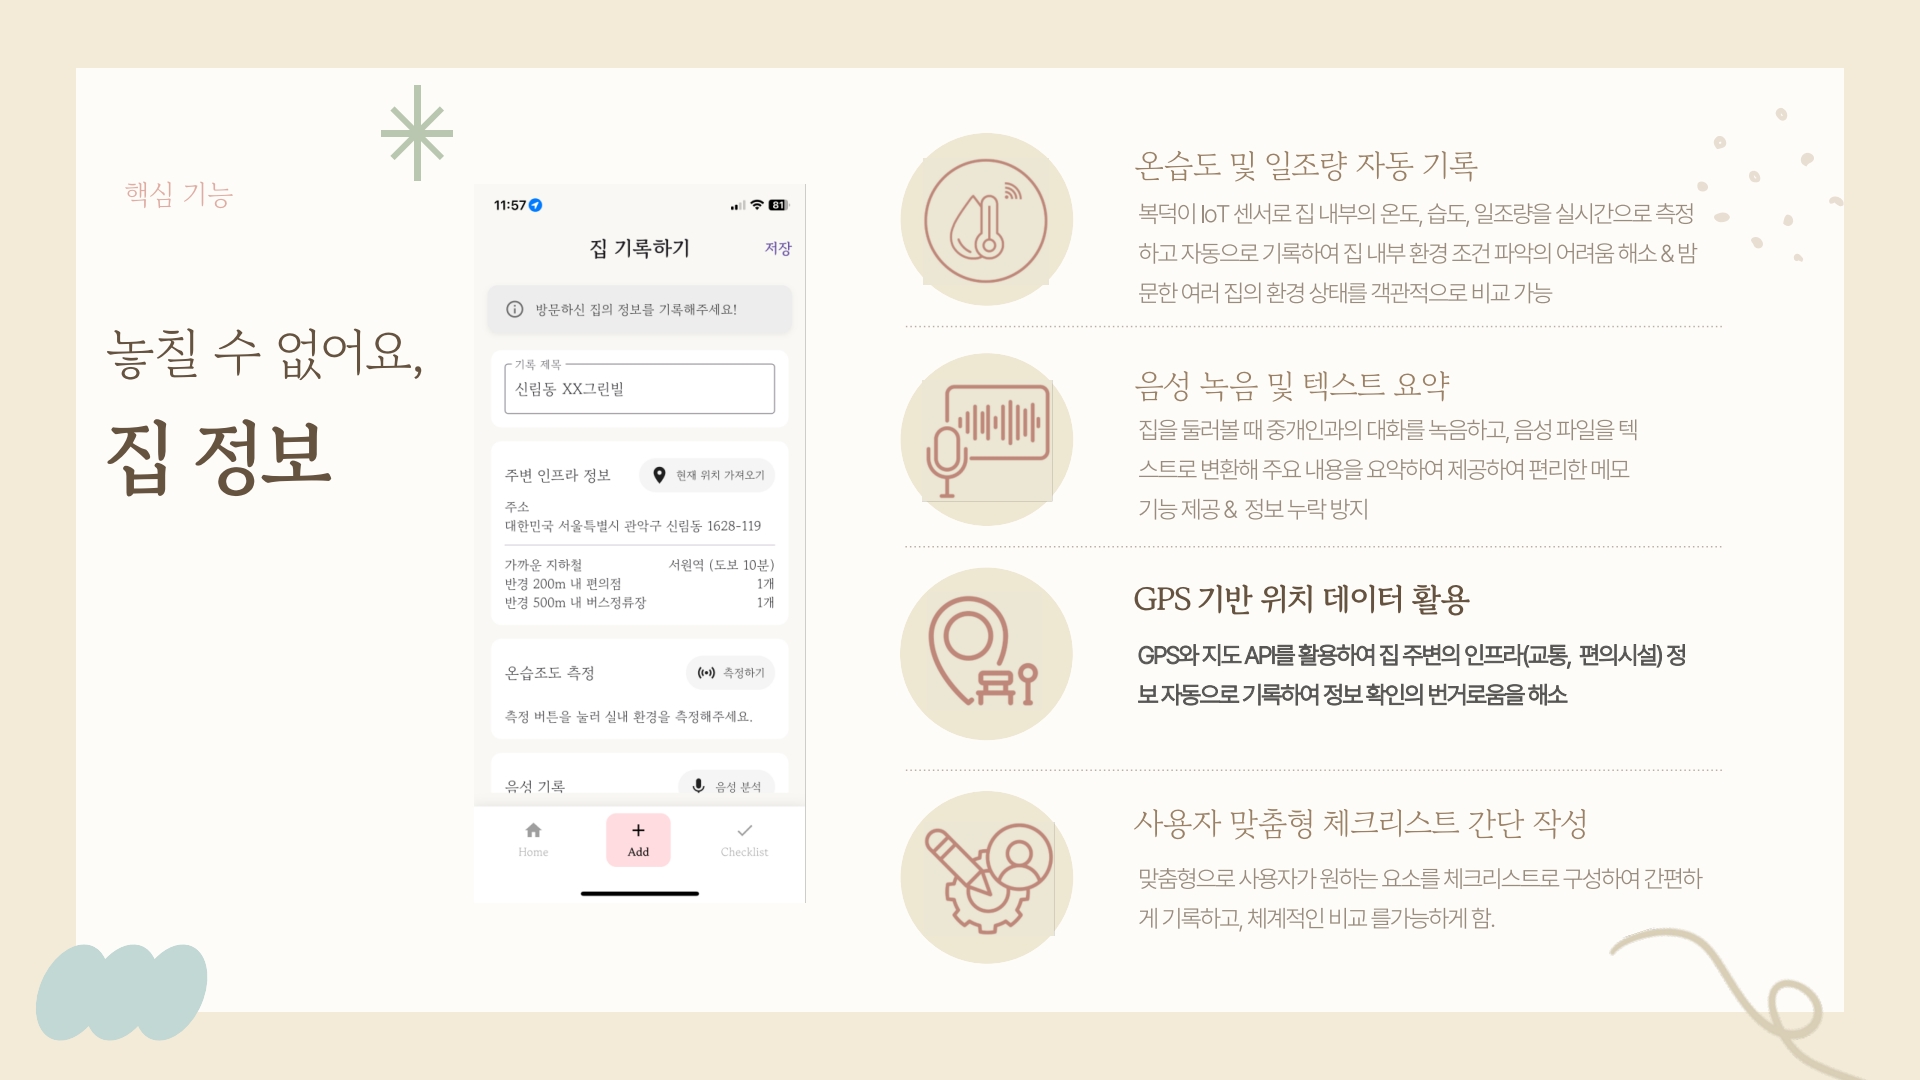 핵심 기능
놓칠 수 없어요,
집 정보
11:57
81
집 기록하기
저장
방문하신 집의 정보를 기록해주세요!
기록 제목
신림동 XX그린빌
주변 인프라 정보
현재 위치 가져오기
주소
대한민국 서울특별시 관악구 신림동 1628-119
가까운 지하철 서원역 (도보 10분)
반경 200m 내 편의점 1개
반경 500m 내 버스정류장 1개
온습조도 측정
측정하기
측정 버튼을 눌러 실내 환경을 측정해주세요.
음성 기록
음성 분석
Home
Add
Checklist
온습도 및 일조량 자동 기록
복덕이 IoT 센서로 집 내부의 온도, 습도, 일조량을 실시간으로 측정
하고 자동으로 기록하여 집 내부 환경 조건 파악의 어려움 해소 & 방
문한 여러 집의 환경 상태를 객관적으로 비교 가능
음성 녹음 및 텍스트 요약
집을 둘러볼 때 중개인과의 대화를 녹음하고, 음성 파일을 텍
스트로 변환해 주요 내용을 요약하여 제공하여 편리한 메모
기능 제공 & 정보 누락 방지
GPS 기반 위치 데이터 활용
GPS와 지도 API를 활용하여 집 주변의 인프라(교통, 편의시설) 정
보 자동으로 기록하여 정보 확인의 번거로움을 해소
사용자 맞춤형 체크리스트 간단 작성
맞춤형으로 사용자가 원하는 요소를 체크리스트로 구성하여 간편하
게 기록하고, 체계적인 비교 를가능하게 함.